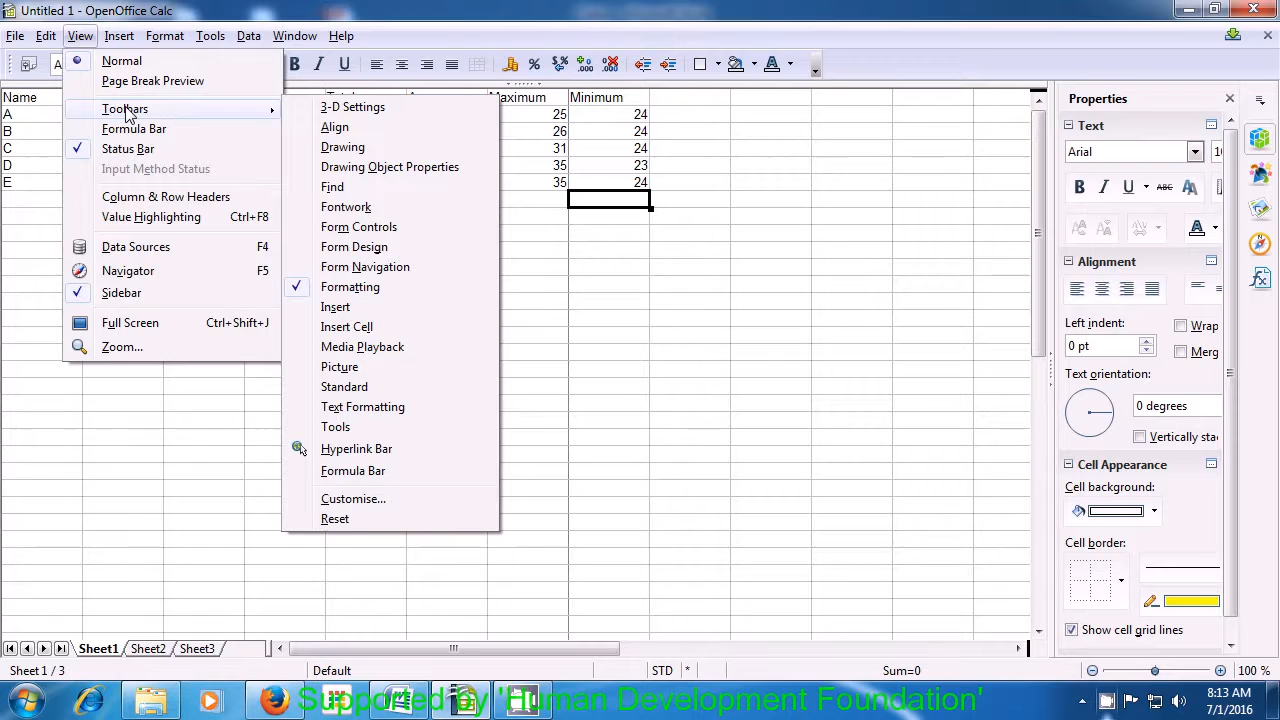 Untitled 1 - OpenOffice Calc
File Edit View Insert Format Tools Data Window Help
Normal
Page Break Preview
Toolbars
Formula Bar
Status Bar
Input Method Status
Column & Row Headers
Value Highlighting Ctrl+F8
Data Sources F4
Navigator F5
Sidebar
Full Screen Ctrl+Shift+J
Zoom...
3-D Settings
Align
Drawing
Drawing Object Properties
Find
Fontwork
Form Controls
Form Design
Form Navigation
Formatting
Insert
Insert Cell
Media Playback
Picture
Standard
Text Formatting
Tools
Hyperlink Bar
Formula Bar
Customise...
Reset
Name Maximum Minimum
A 25 24
B 26 24
C 31 24
D 35 23
E 35 24
Properties
Text
Arial
Alignment
Left indent:
Wrap
0 pt
Merg
Text orientation:
0 degrees
Vertically stac
Cell Appearance
Cell background:
Cell border:
Show cell grid lines
Sheet1 Sheet2 Sheet3
Sheet 1 / 3 Default STD * Sum=0 100 %
Supported by 'Human Development Foundation'
8:13 AM
7/1/2016